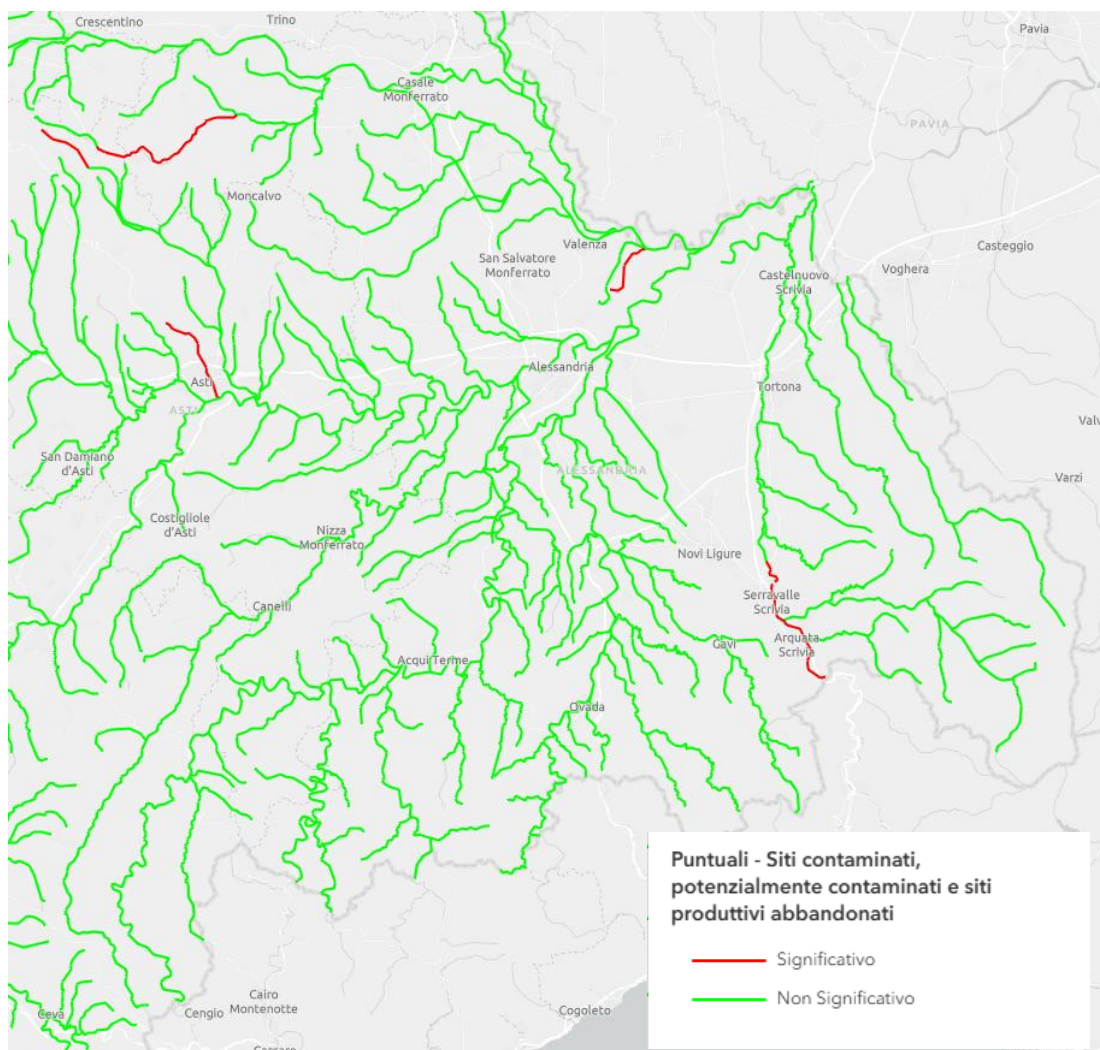 Crescentino
Trino
Pavia
Casale
Monferrato
PAVIA
Moncalvo
Valenza
San Salvatore
Monferrato
Casteggio
Voghera
Castelnuovo
Scrivia
Alessandria
Asti
ASTI
Tortona
Valv
San Damiano
d'Asti
ALESSANDRIA
Varzi
Costigliole
d'Asti
Nizza
Monferrato
Novi Ligure
Canelli
Serravalle
Scrivia
Arquata
Scrivia
Gavi
Acqui Terme
Ovada
Puntuali - Siti contaminati,
potenzialmente contaminati e siti
produttivi abbandonati
Significativo
Non Significativo
Cairo
Montenotte
Cengio
Ceva
Cogoleto